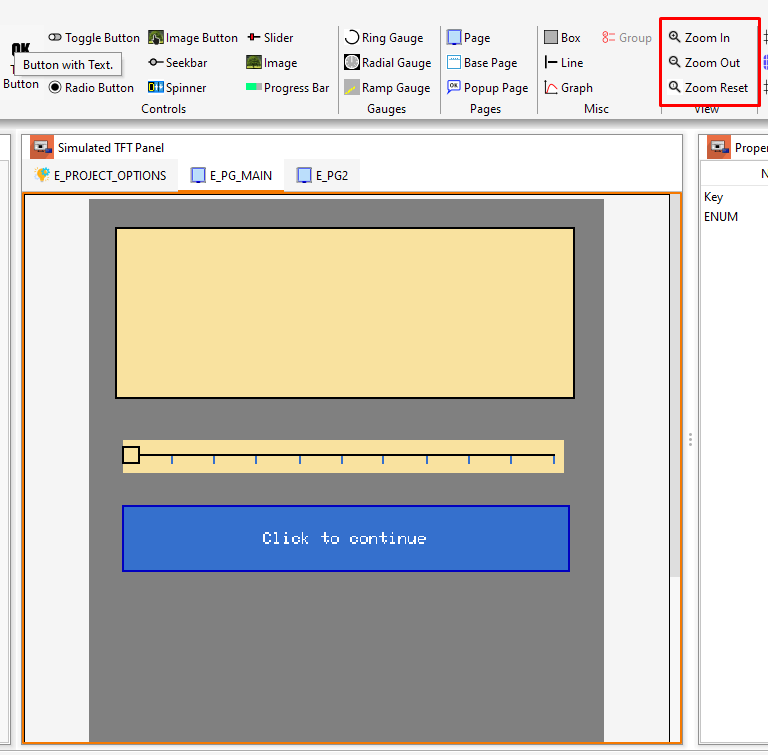 Toggle Button Image Button Slider Ring Gauge Page Box Group Zoom In
OK
Button with Text. Seekbar Image Radial Gauge Base Page Line Zoom Out
Button Radio Button Spinner Progress Bar Ramp Gauge Popup Page Graph Zoom Reset
Controls Gauges Pages Misc View
Simulated TFT Panel
E_PROJECT_OPTIONS E_PG_MAIN E_PG2
Key
ENUM
Click to continue